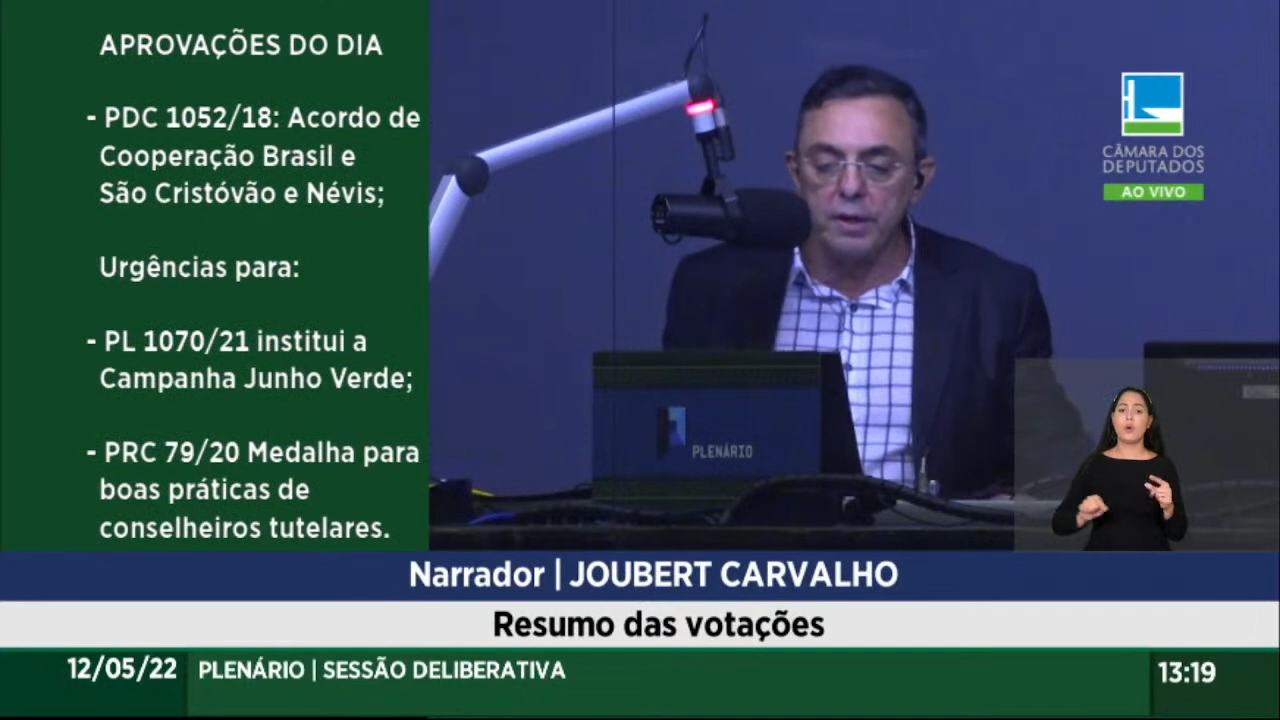 APROVAÇÕES DO DIA
- PDC 1052/18: Acordo de
Cooperação Brasil e
São Cristóvão e Névis;
Urgências para:
- PL 1070/21 institui a
Campanha Junho Verde;
- PRC 79/20 Medalha para
boas práticas de
conselheiros tutelares.
CÂMARA DOS
DEPUTADOS
AO VIVO
PLENÁRIO
Narrador | JOUBERT CARVALHO
Resumo das votações
12/05/22 PLENÁRIO | SESSÃO DELIBERATIVA 13:19